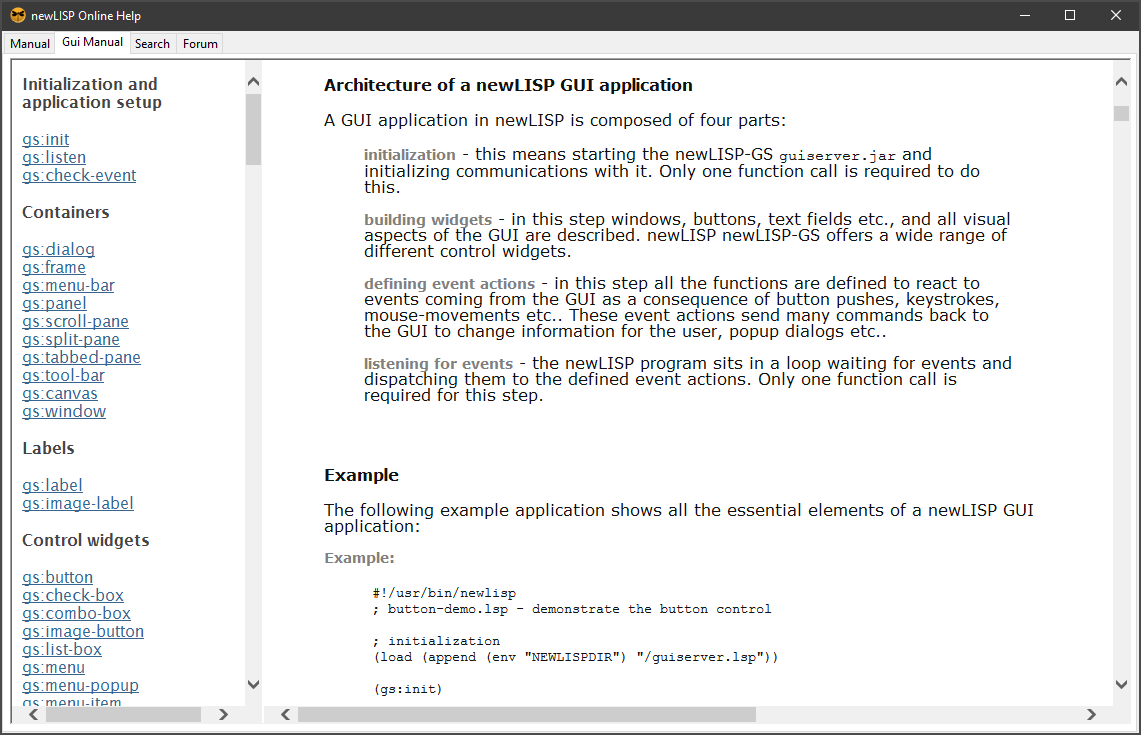 newLISP Online Help
Manual
Gui Manual
Search
Forum
Initialization and
application setup
gs:init
gs:listen
gs:check-event
Containers
gs:dialog
gs:frame
gs:menu-bar
gs:panel
gs:scroll-pane
gs:split-pane
gs:tabbed-pane
gs:tool-bar
gs:canvas
gs:window
Labels
gs:label
gs:image-label
Control widgets
gs:button
gs:check-box
gs:combo-box
gs:image-button
gs:list-box
gs:menu
gs:menu-popup
gs:menu-item
Architecture of a newLISP GUI application
A GUI application in newLISP is composed of four parts:
initialization - this means starting the newLISP-GS guiserver.jar and
initializing communications with it. Only one function call is required to do
this.
building widgets - in this step windows, buttons, text fields etc., and all visual
aspects of the GUI are described. newLISP newLISP-GS offers a wide range of
different control widgets.
defining event actions - in this step all the functions are defined to react to
events coming from the GUI as a consequence of button pushes, keystrokes,
mouse-movements etc.. These event actions send many commands back to
the GUI to change information for the user, popup dialogs etc..
listening for events - the newLISP program sits in a loop waiting for events and
dispatching them to the defined event actions. Only one function call is
required for this step.
Example
The following example application shows all the essential elements of a newLISP GUI
application:
Example:
#!/usr/bin/newlisp
; button-demo.lsp - demonstrate the button control
; initialization
(load (append (env "NEWLISPDIR") "/guiserver.lsp"))
(gs:init)